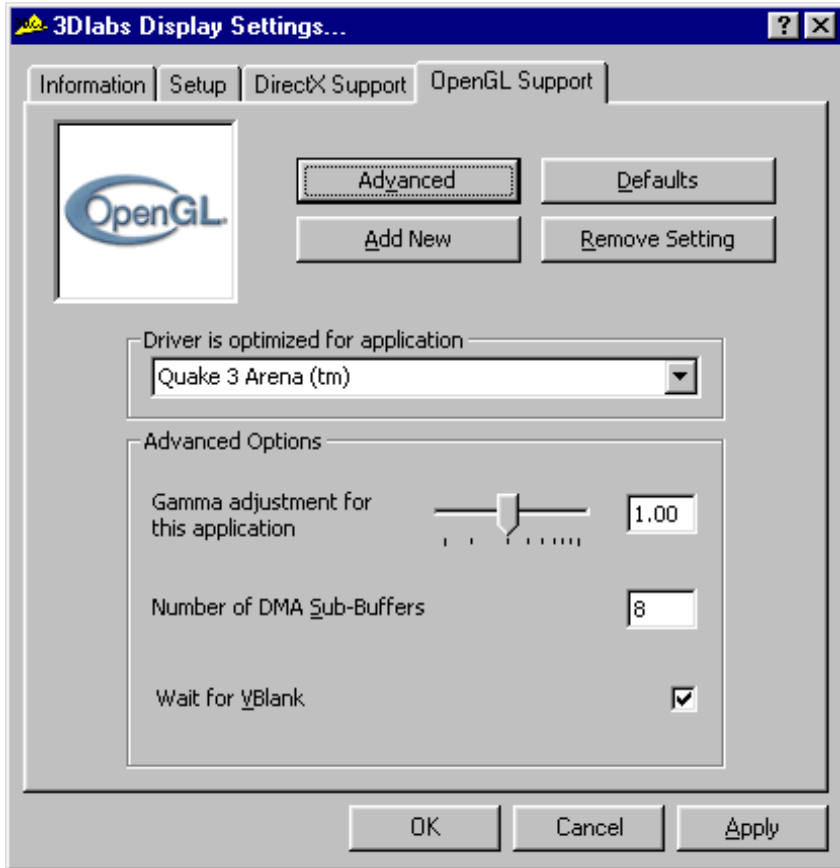 3Dlabs Display Settings...
Information Setup DirectX Support OpenGL Support
OpenGL
Advanced Defaults
Add New Remove Setting
Driver is optimized for application
Quake 3 Arena (tm)
Advanced Options
Gamma adjustment for
this application
1.00
Number of DMA Sub-Buffers 8
Wait for VBlank
OK Cancel Apply